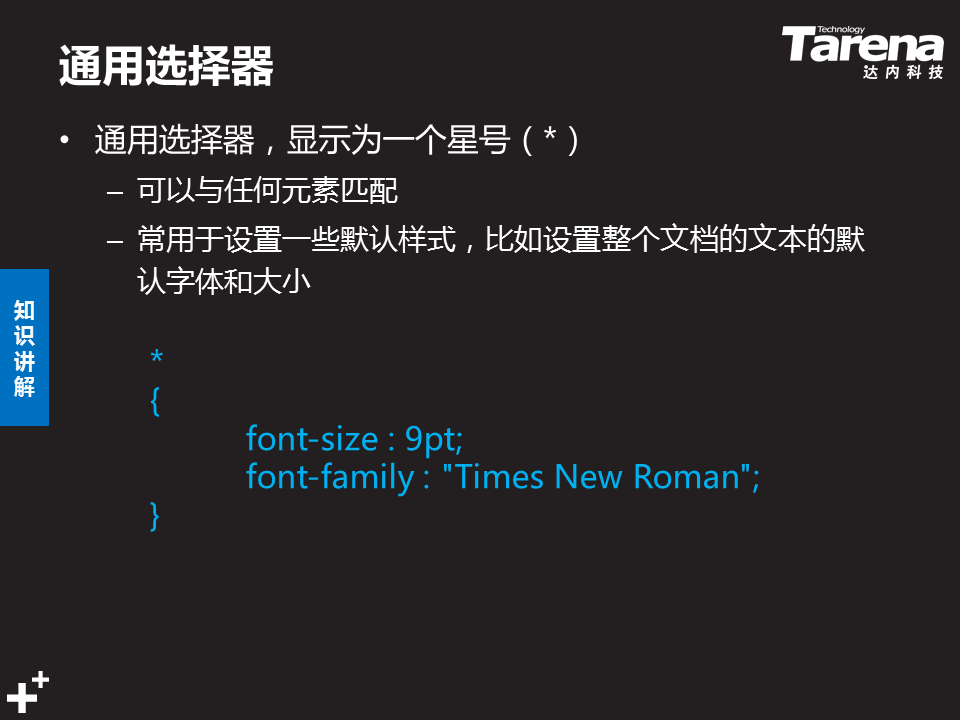 通用选择器
Technology
Tarena
达内科技
• 通用选择器，显示为一个星号（*）
– 可以与任何元素匹配
– 常用于设置一些默认样式，比如设置整个文档的文本的默
认字体和大小
知
识
讲
解
*
{
font-size : 9pt;
font-family : "Times New Roman";
}